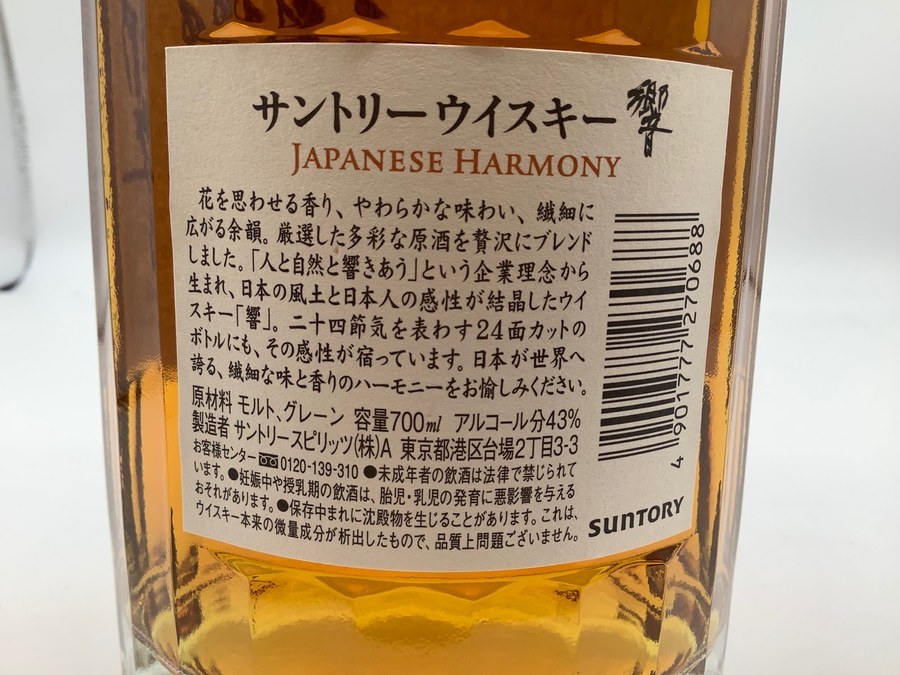 サントリーウイスキー 響
JAPANESE HARMONY
花を思わせる香り、やわらかな味わい、繊細に
広がる余韻。厳選した多彩な原酒を贅沢にブレンド
しました。「人と自然と響きあう」という企業理念から
生まれ、日本の風土と日本人の感性が結晶したウイ
スキー「響」。二十四節気を表わす24面カットの
ボトルにも、その感性が宿っています。日本が世界へ
誇る、繊細な味と香りのハーモニーをお愉しみください。
原材料 モルト、グレーン 容量700ml アルコール分43%
製造者 サントリースピリッツ(株)A 東京都港区台場2丁目3-3
お客様センター 0120-139-310 ●未成年者の飲酒は法律で禁じられて
います。●妊娠中や授乳期の飲酒は、胎児・乳児の発育に悪影響を与える
おそれがあります。●保存中まれに沈殿物を生じることがあります。これは、
ウイスキー本来の微量成分が析出したもので、品質上問題ございません。
SUNTORY
4 901777 270688